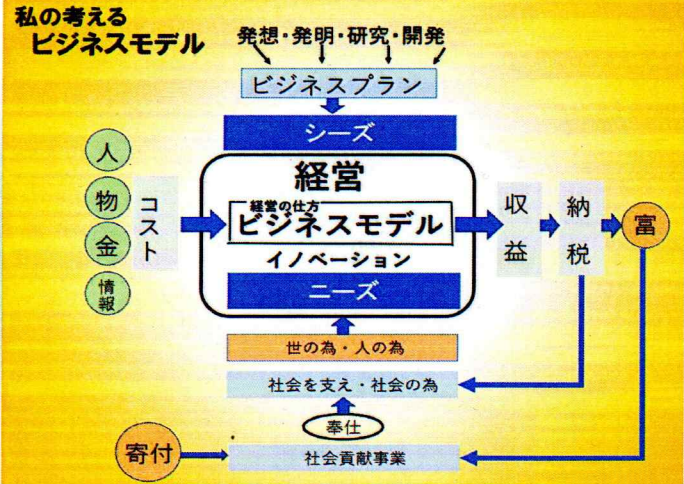 私の考える
ビジネスモデル
発想・発明・研究・開発
ビジネスプラン
シーズ
人
物
金
情報
コスト
経営
経営の仕方
ビジネスモデル
イノベーション
ニーズ
収益
納税
富
世の為・人の為
社会を支え・社会の為
奉仕
寄付
社会貢献事業